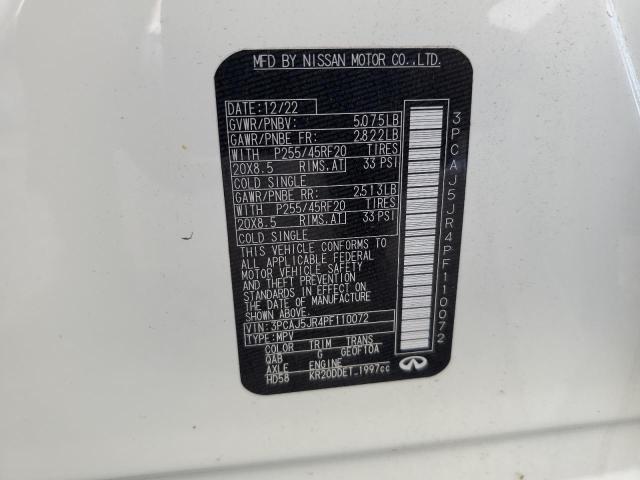 MFD BY NISSAN MOTOR CO.,LTD.
DATE: 12/22
GVWR/PNBV: 5075LB
GAWR/PNBE FR: 2822LB
WITH P255/45RF20 TIRES
20X8.5 RIMS,AT 33 PSI
COLD SINGLE
GAWR/PNBE RR: 2513LB
WITH P255/45RF20 TIRES
20X8.5 RIMS,AT 33 PSI
COLD SINGLE
THIS VEHICLE CONFORMS TO
ALL APPLICABLE FEDERAL
MOTOR VEHICLE SAFETY
AND THEFT PREVENTION
STANDARDS IN EFFECT ON
THE DATE OF MANUFACTURE
SHOWN ABOVE.
VIN: 3PCAJ5JR4PF110072
TYPE: MPV
COLOR TRIM TRANS
QAB G GE0F10A
AXLE ENGINE
HD58 KR20DDET 1997cc
3PCAJ5JR4PF110072